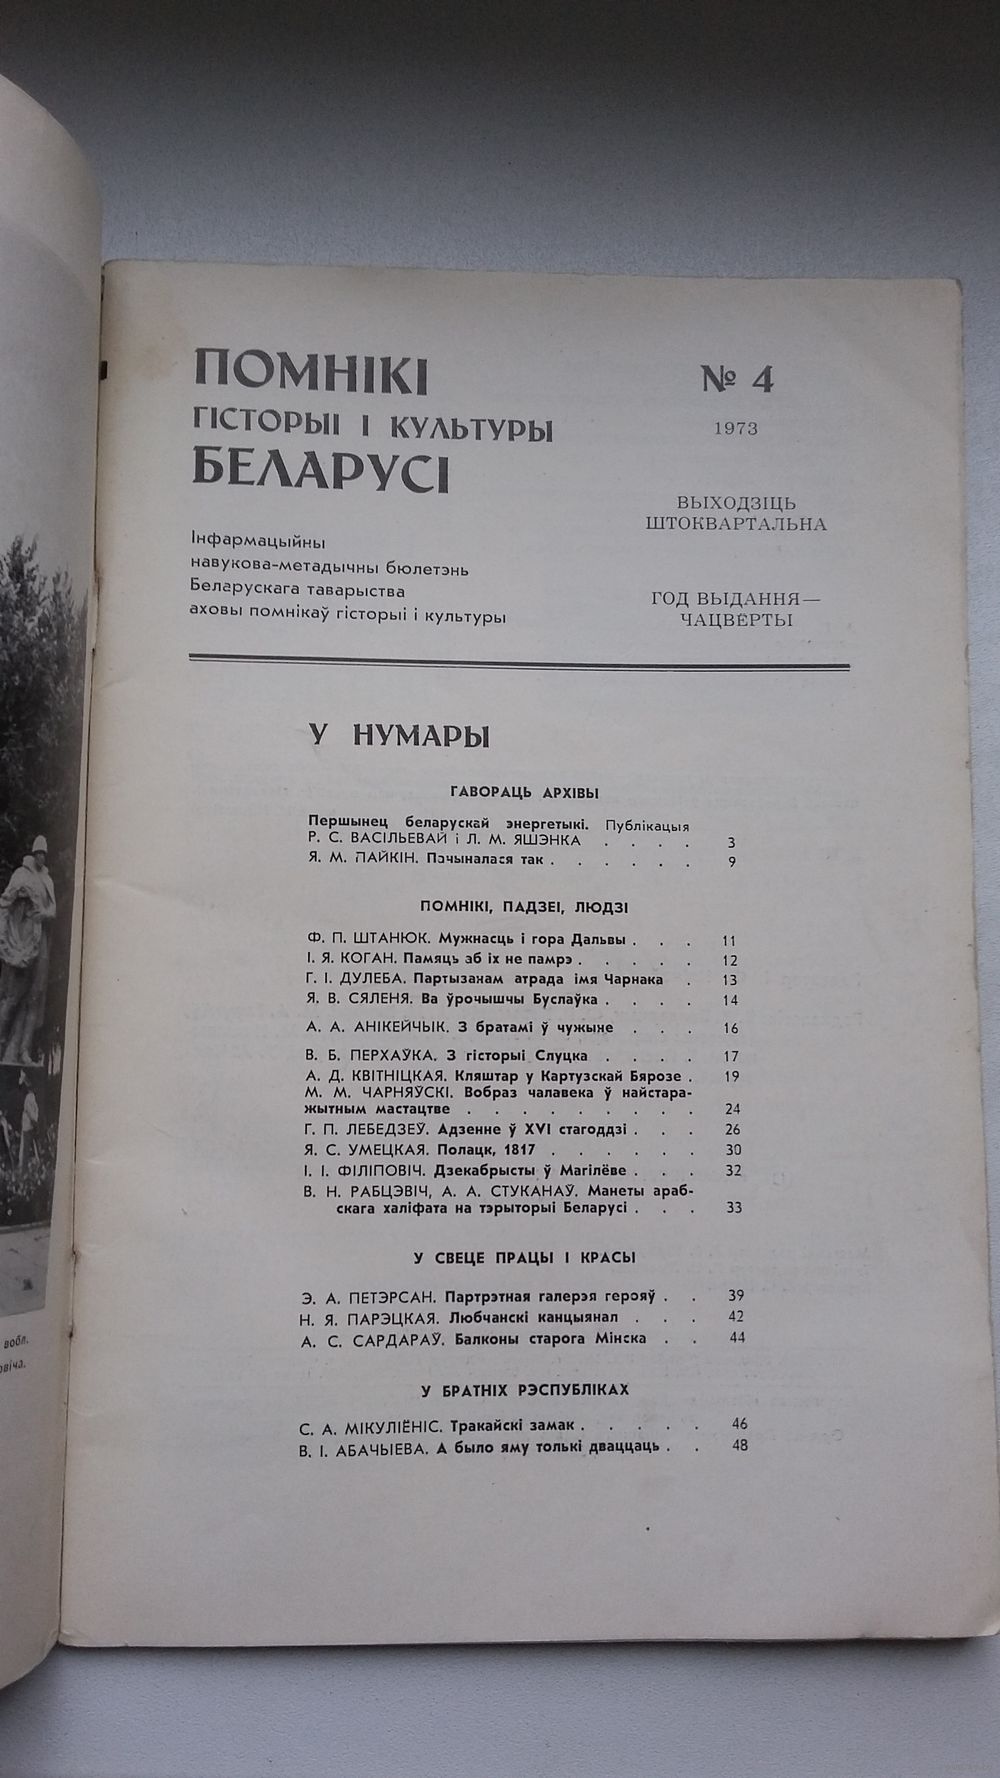 ПОМНІКІ
ГІСТОРЫІ І КУЛЬТУРЫ
БЕЛАРУСІ
Інфармацыйны
навукова-метадычны бюлетэнь
Беларускага таварыства
аховы помнікаў гісторыі і культуры
№ 4
1973
ВЫХОДЗІЦЬ
ШТОКВАРТАЛЬНА
ГОД ВЫДАННЯ—
ЧАЦВЁРТЫ
У НУМАРЫ
ГАВОРАЦЬ АРХІВЫ
Першынец беларускай энергетыкі. Публікацыя
Р. С. ВАСІЛЬЕВАЙ і Л. М. ЯШЭНКА . . . . 3
Я. М. ПАЙКІН. Пачыналася так . . . . . . 9
ПОМНІКІ, ПАДЗЕІ, ЛЮДЗІ
Ф. П. ШТАНЮК. Мужнасць і гора Дальвы . . . 11
І. Я. КОГАН. Памяць аб іх не памрэ . . . . . 12
Г. І. ДУЛЕБА. Партызанам атрада імя Чарнака . 13
Я. В. СЯЛЕНЯ. Ва ўрочышчы Буслаўка . . . . 14
А. А. АНІКЕЙЧЫК. З братамі ў чужыне . . . 16
В. Б. ПЕРХАЎКА. З гісторыі Слуцка . . . . 17
А. Д. КВІТНІЦКАЯ. Кляштар у Картузскай Бярозе . 19
М. М. ЧАРНЯЎСКІ. Вобраз чалавека ў найстара-
жытным мастацтве . . . . . . . . . 24
Г. П. ЛЕБЕДЗЕЎ. Адзенне ў XVI стагоддзі . . . 26
Я. С. УМЕЦКАЯ. Полацк, 1817 . . . . . . 30
І. І. ФІЛІПОВІЧ. Дзекабрысты ў Магілёве . . . 32
В. Н. РАБЦЭВІЧ, А. А. СТУКАНАЎ. Манеты араб-
скага халіфата на тэрыторыі Беларусі . . . 33
У СВЕЦЕ ПРАЦЫ І КРАСЫ
Э. А. ПЕТЭРСАН. Партрэтная галерэя герояў . . 39
Н. Я. ПАРЭЦКАЯ. Любчанскі канцыянал . . . 42
А. С. САРДАРАЎ. Балконы старога Мінска . . 44
У БРАТНІХ РЭСПУБЛІКАХ
С. А. МІКУЛІЁНІС. Тракайскі замак . . . . . 46
В. І. АБАЧЫЕВА. А было яму толькі дваццаць . . 48
вобл.